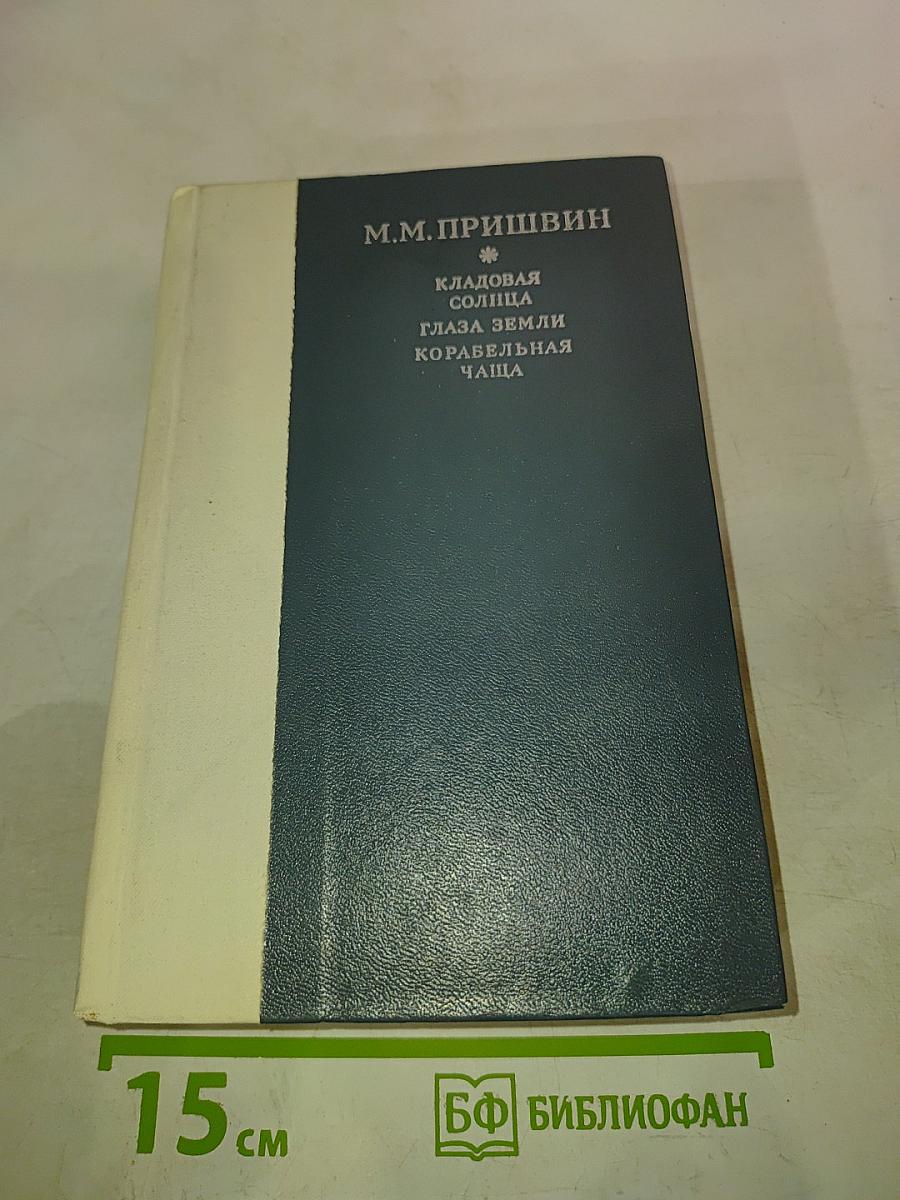 М.М.ПРИШВИН
КЛАДОВАЯ
СОЛНЦА
ГЛАЗА ЗЕМЛИ
КОРАБЕЛЬНАЯ
ЧАЩА
15 см
БФ БИБЛИОФАН